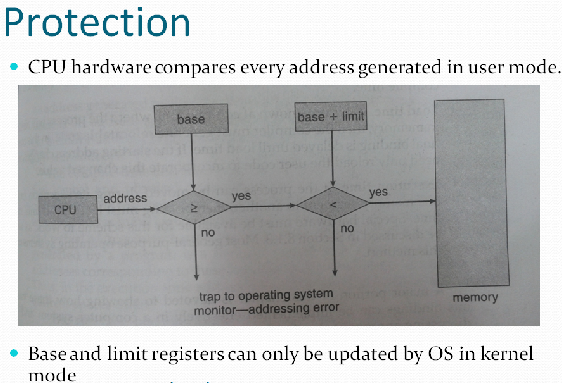 Protection
• CPU hardware compares every address generated in user mode.
base
base + limit
CPU
address
≥
yes
<
yes
no
no
trap to operating system
monitor—addressing error
memory
• Base and limit registers can only be updated by OS in kernel
mode